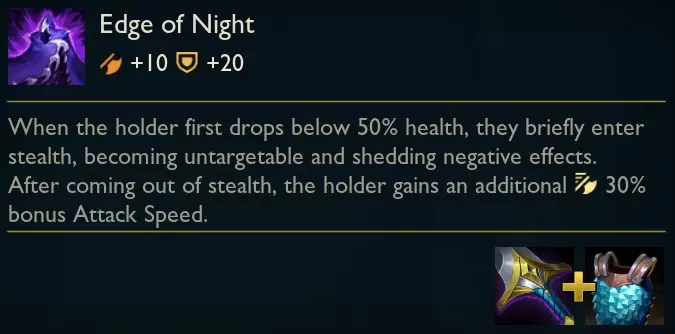 Edge of Night
+10 +20
When the holder first drops below 50% health, they briefly enter
stealth, becoming untargetable and shedding negative effects.
After coming out of stealth, the holder gains an additional 30%
bonus Attack Speed.
+